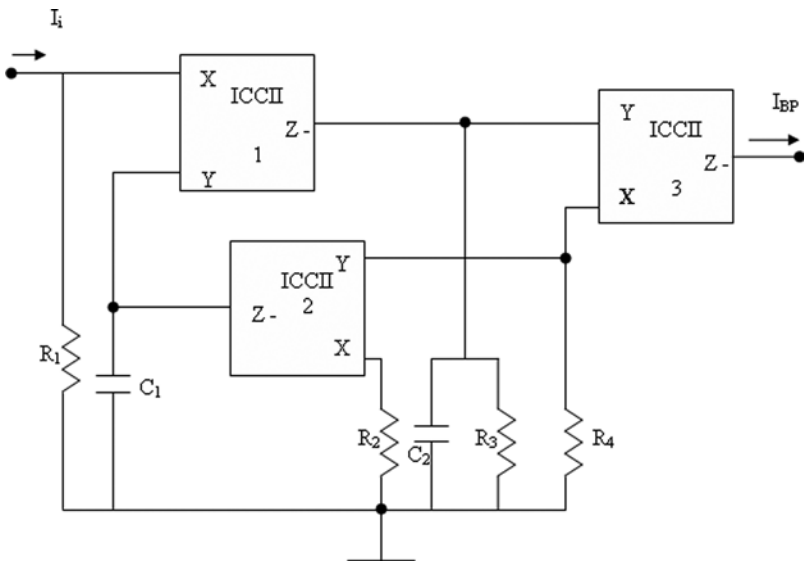 Ii
X
ICCII
Z -
1
Y
Y
ICCII
Z -
3
X
IBP
Y
ICCII
2
Z -
X
R1
C1
R2
C2
R3
R4